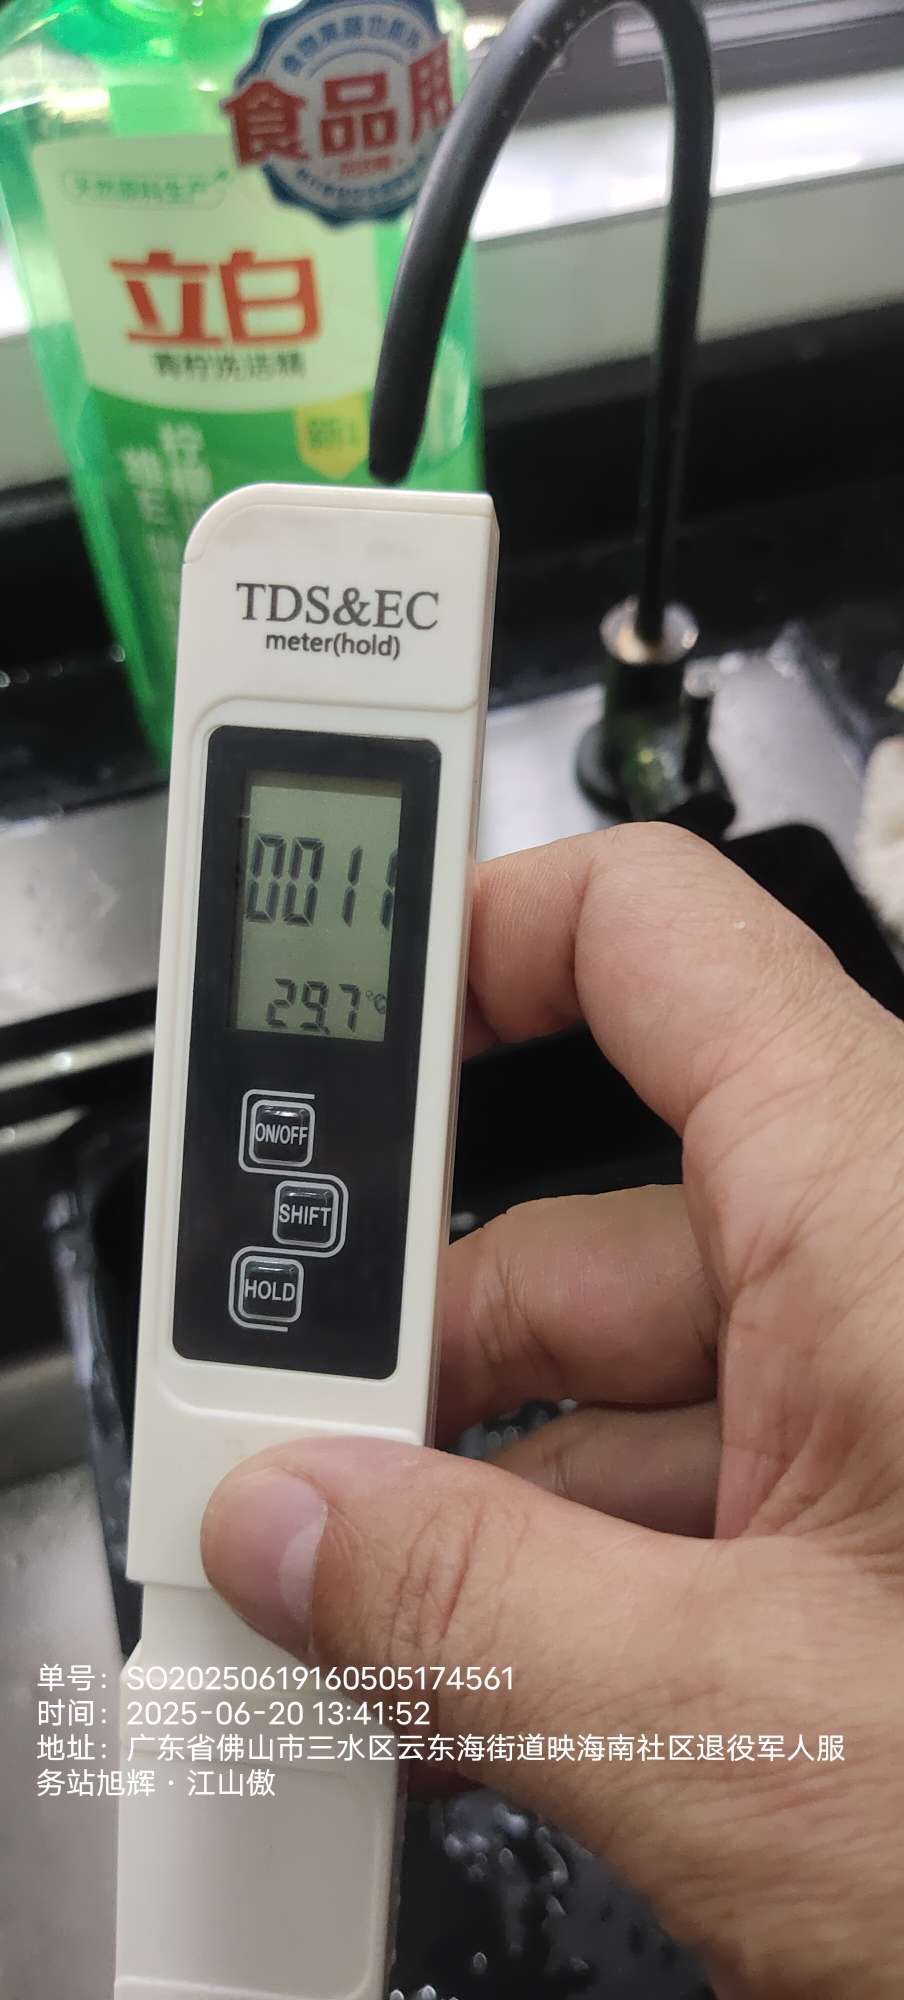 食品用
天然原料生产
立白
青柠洗洁精
新
TDS&EC
meter(hold)
0011
29.7°C
ON/OFF
SHIFT
HOLD
单号：SO20250619160505174561
时间：2025-06-20 13:41:52
地址：广东省佛山市三水区云东海街道映海南社区退役军人服
务站旭辉·江山傲